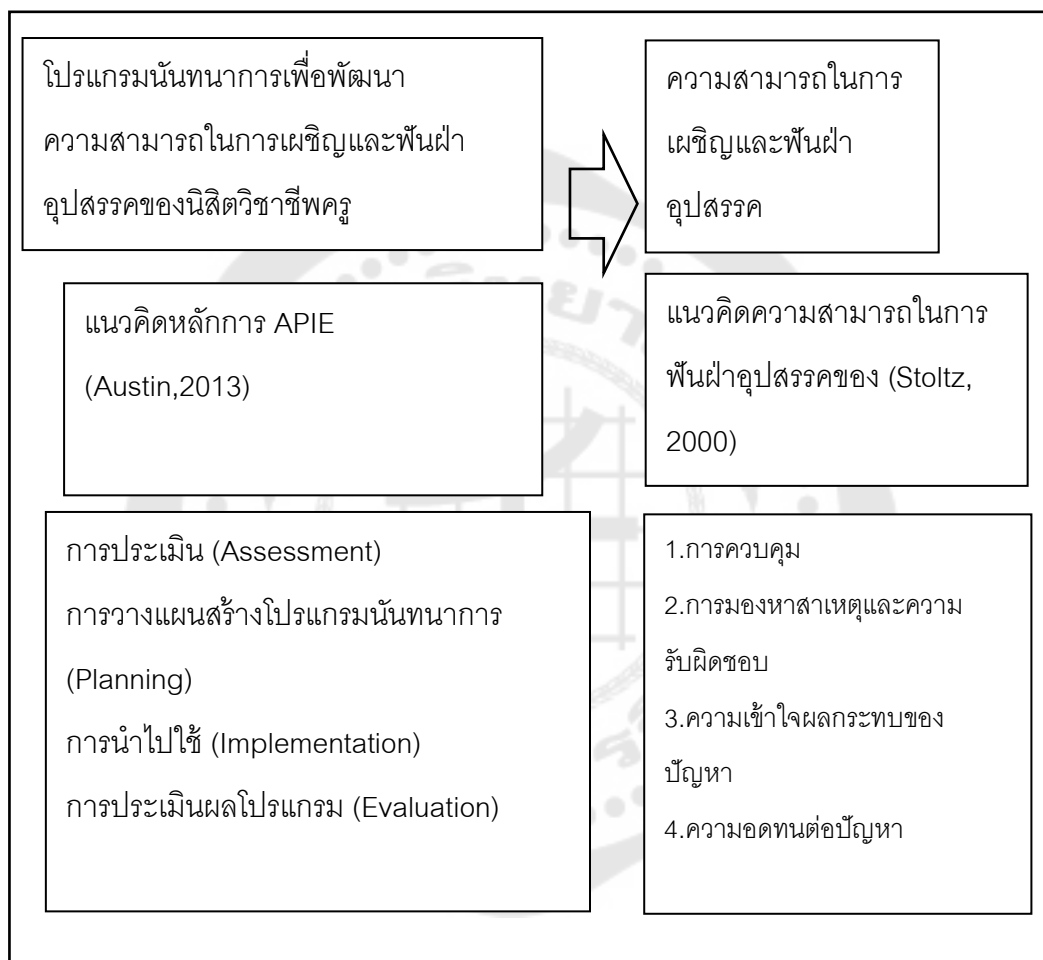 โปรแกรมนันทนาการเพื่อพัฒนา
ความสามารถในการเผชิญและฟันฝ่า
อุปสรรคของนิสิตวิชาชีพครู
ความสามารถในการ
เผชิญและฟันฝ่า
อุปสรรค
แนวคิดหลักการ APIE
(Austin,2013)
แนวคิดความสามารถในการ
ฟันฝ่าอุปสรรคของ (Stoltz,
2000)
การประเมิน (Assessment)
การวางแผนสร้างโปรแกรมนันทนาการ
(Planning)
การนำไปใช้ (Implementation)
การประเมินผลโปรแกรม (Evaluation)
1.การควบคุม
2.การมองหาสาเหตุและความ
รับผิดชอบ
3.ความเข้าใจผลกระทบของ
ปัญหา
4.ความอดทนต่อปัญหา